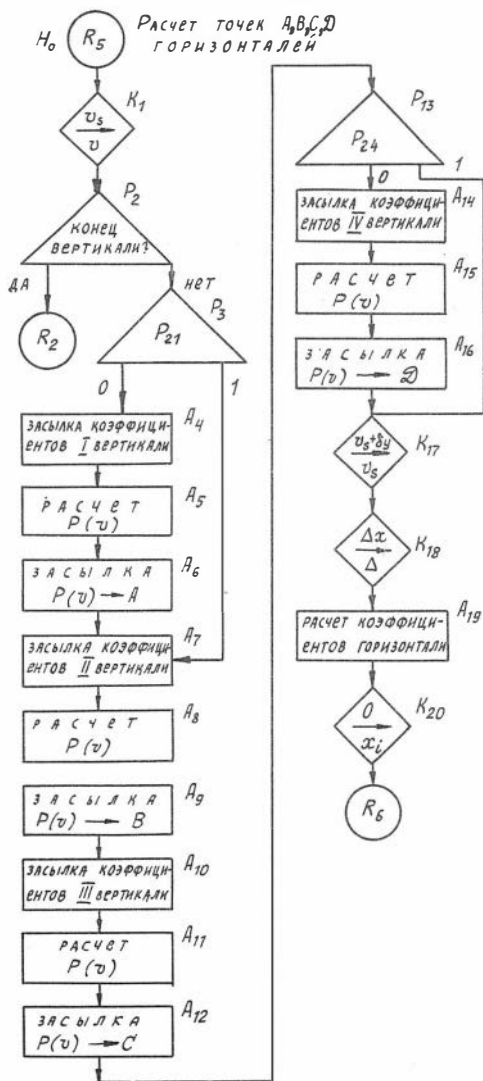 H₀ R₅ Расчет точек A,B,C,D
горизонталей
K₁
v_s
v
P₂
КОНЕЦ
ВЕРТИКАЛИ?
ДА
НЕТ
R₂
P₃
P₂₁
0 1
A₄
ЗАСЫЛКА КОЭФФИЦИ-
ЕНТОВ I ВЕРТИКАЛИ
A₅
РАСЧЕТ
P(v)
A₆
ЗАСЫЛКА
P(v) → A
A₇
ЗАСЫЛКА КОЭФФИЦИ-
ЕНТОВ II ВЕРТИКАЛИ
A₈
РАСЧЕТ
P(v)
A₉
ЗАСЫЛКА
P(v) → B
A₁₀
ЗАСЫЛКА КОЭФФИЦИ-
ЕНТОВ III ВЕРТИКАЛИ
A₁₁
РАСЧЕТ
P(v)
A₁₂
ЗАСЫЛКА
P(v) → C
P₁₃
P₂₄
0 1
A₁₄
ЗАСЫЛКА КОЭФФИЦИ-
ЕНТОВ IV ВЕРТИКАЛИ
A₁₅
РАСЧЕТ
P(v)
A₁₆
ЗАСЫЛКА
P(v) → D
K₁₇
v_s+δy
v_s
K₁₈
Δx
Δ
A₁₉
РАСЧЕТ КОЭФФИЦИ-
ЕНТОВ ГОРИЗОНТАЛИ
K₂₀
0
x_i
R₆